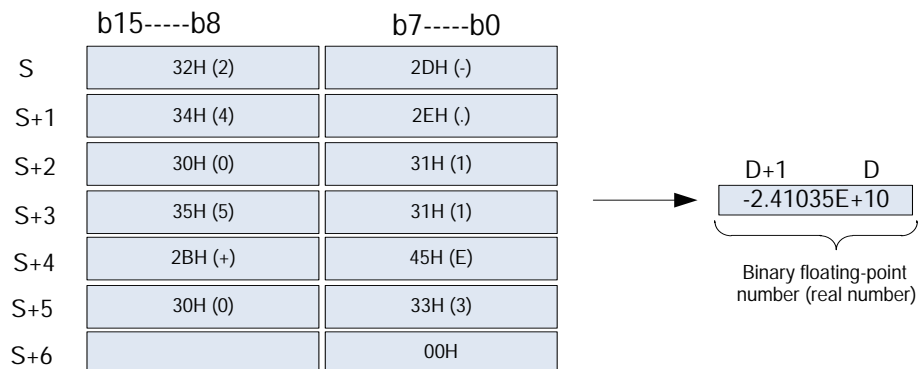 b15-----b8 b7-----b0
S 32H (2) 2DH (-)
S+1 34H (4) 2EH (.)
S+2 30H (0) 31H (1)
S+3 35H (5) 31H (1)
S+4 2BH (+) 45H (E)
S+5 30H (0) 33H (3)
S+6 00H
D+1 D
-2.41035E+10
Binary floating-point
number (real number)